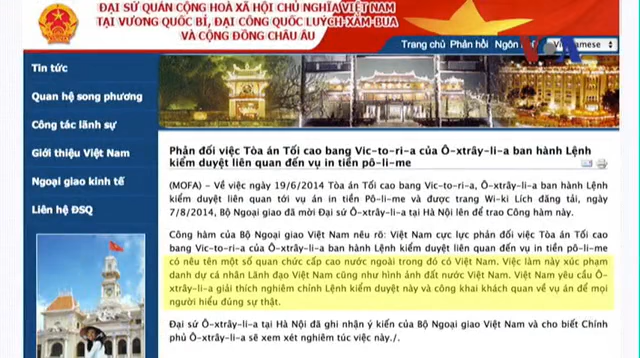 ĐẠI SỨ QUÁN CỘNG HOÀ XÃ HỘI CHỦ NGHĨA VIỆT NAM
TẠI VƯƠNG QUỐC BỈ, ĐẠI CÔNG QUỐC LUÝCH-XĂM-BUA
VÀ CỘNG ĐỒNG CHÂU ÂU
Trang chủ Phản hồi Ngôn
VOA
Vietnamese
Tin tức
Quan hệ song phương
Công tác lãnh sự
Giới thiệu Việt Nam
Ngoại giao kinh tế
Liên hệ ĐSQ
Phản đối việc Tòa án Tối cao bang Vic-to-ri-a của Ô-xtrây-li-a ban hành Lệnh
kiểm duyệt liên quan đến vụ in tiền pô-li-me
(MOFA) – Về việc ngày 19/6/2014 Tòa án Tối cao bang Vic-to-ri-a, Ô-xtrây-li-a ban hành Lệnh
kiểm duyệt liên quan tới vụ án in tiền Pô-li-me và được trang Wi-ki Lích đăng tải, ngày
7/8/2014, Bộ Ngoại giao đã mời Đại sứ Ô-xtrây-li-a tại Hà Nội lên để trao Công hàm này.
Công hàm của Bộ Ngoại giao Việt Nam nêu rõ: Việt Nam cực lực phản đối việc Tòa án Tối cao
bang Vic-to-ri-a của Ô-xtrây-li-a ban hành Lệnh kiểm duyệt liên quan đến vụ in tiền pô-li-me
có nêu tên một số quan chức cấp cao nước ngoài trong đó có Việt Nam. Việc làm này xúc phạm
danh dự cá nhân Lãnh đạo Việt Nam cũng như hình ảnh đất nước Việt Nam. Việt Nam yêu cầu Ô-
xtrây-li-a giải thích nghiêm chỉnh Lệnh kiểm duyệt này và công khai khách quan về vụ án để mọi
người hiểu đúng sự thật.
Đại sứ Ô-xtrây-li-a tại Hà Nội đã ghi nhận ý kiến của Bộ Ngoại giao Việt Nam và cho biết Chính
phủ Ô-xtrây-li-a sẽ xem xét nghiêm túc việc này./.